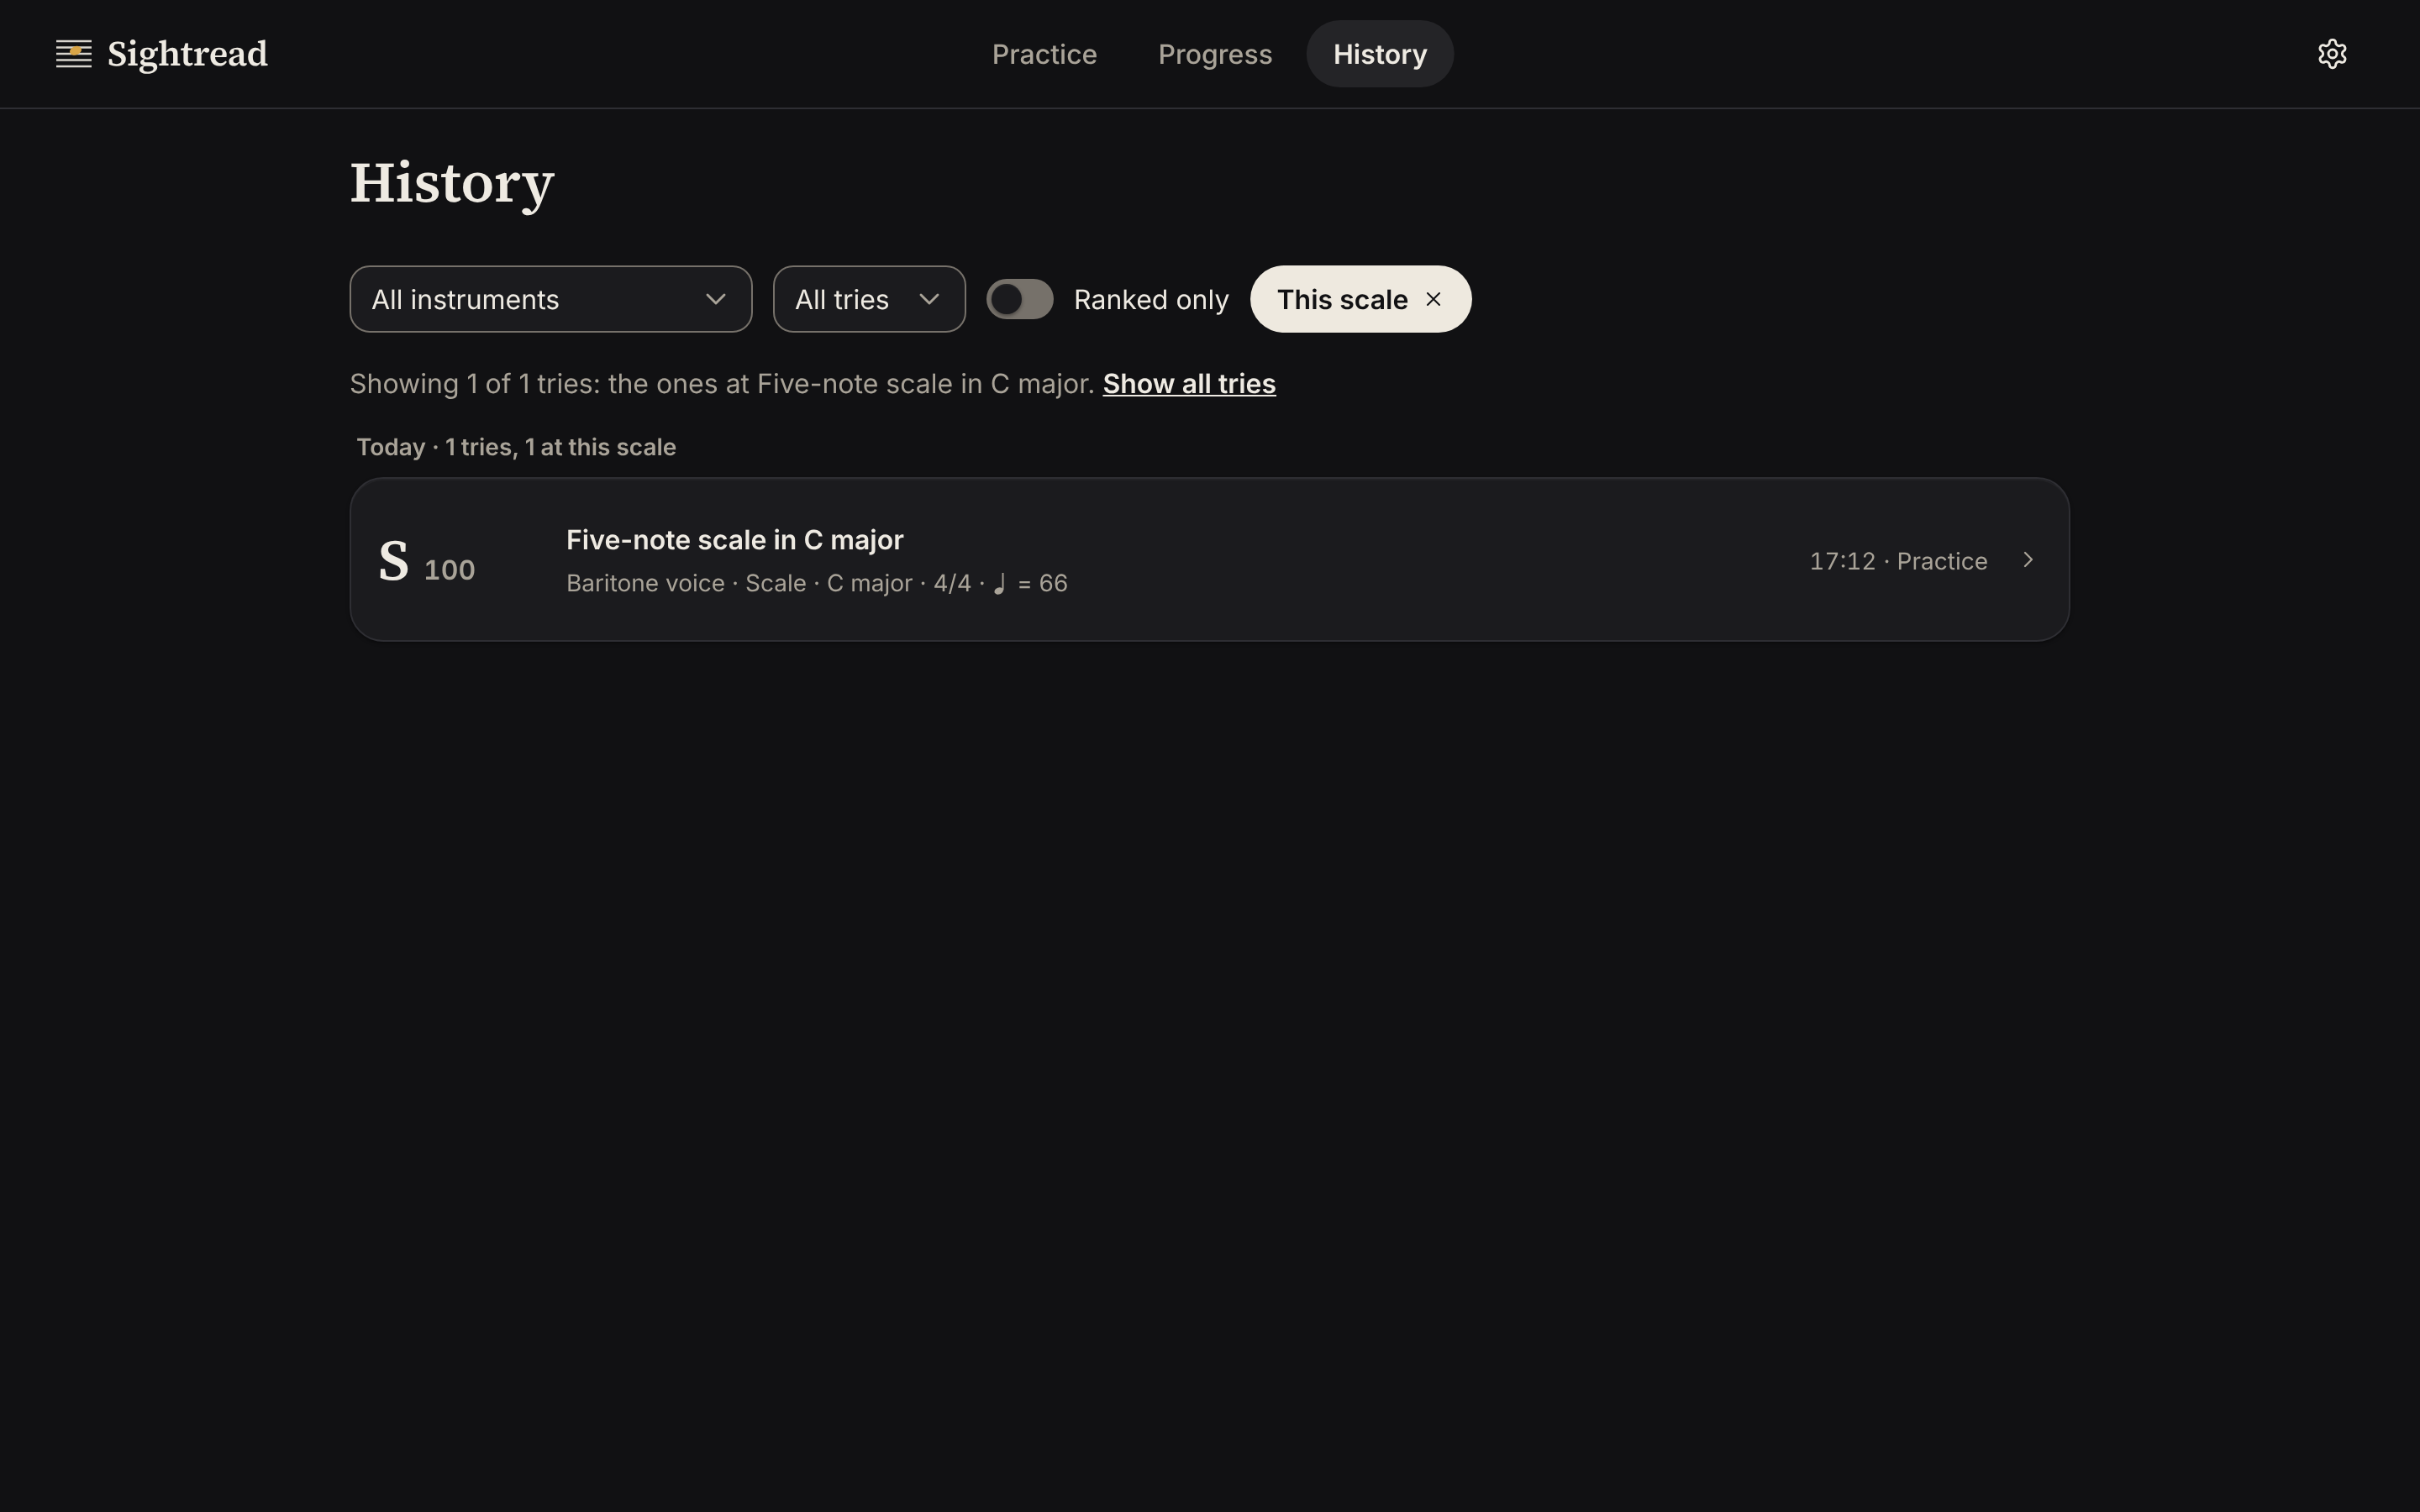 Sightread
Practice
Progress
History
History
All instruments
All tries
Ranked only
This scale
Showing 1 of 1 tries: the ones at Five-note scale in C major. Show all tries
Today · 1 tries, 1 at this scale
S 100
Five-note scale in C major
Baritone voice · Scale · C major · 4/4 · ♩ = 66
17:12 · Practice